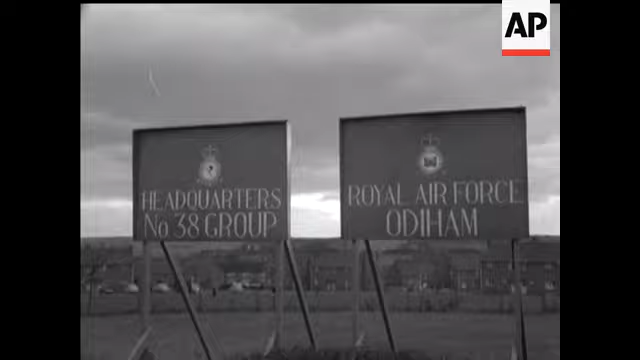 AP
HEADQUARTERS
No 38 GROUP
ROYAL AIR FORCE
ODIHAM